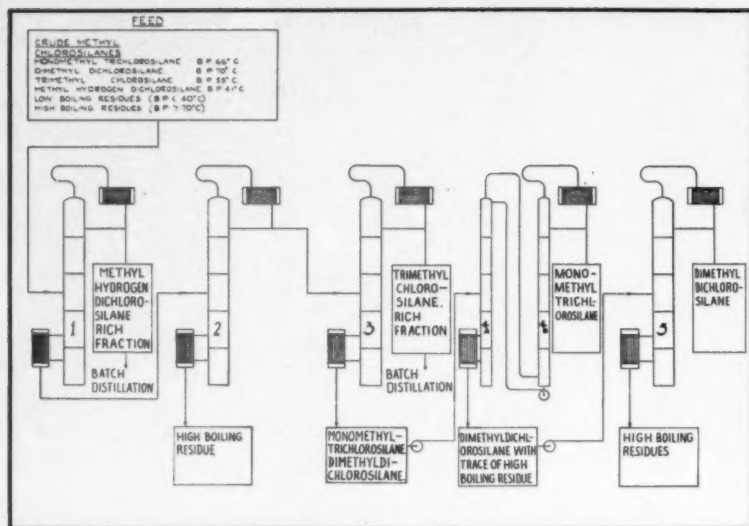 FEED
CRUDE METHYL
CHLOROSILANES
MONOMETHYL TRICHLOROSILANE B P 66° C
DIMETHYL DICHLOROSILANE B P 70° C
TRIMETHYL CHLOROSILANE B P 55° C
METHYL HYDROGEN DICHLOROSILANE B P 41° C
LOW BOILING RESIDUES (B P < 40°C)
HIGH BOILING RESIDUES (B P > 70°C)
METHYL
HYDROGEN
DICHLORO-
SILANE
RICH
FRACTION
1
BATCH
DISTILLATION
2
HIGH BOILING
RESIDUE
3
TRIMETHYL
CHLORO-
SILANE.
RICH
FRACTION
BATCH
DISTILLATION
MONOMETHYL-
TRICHLOROSILANE
DIMETHYLDI-
CHLOROSILANE.
4
MONO-
METHYL
TRICHL-
OROSILANE
DIMETHYLDICHL-
OROSILANE WITH
TRACE OF HIGH
BOILING RESIDUE.
5
DIMETHYL
DICHLORO-
SILANE
HIGH BOILING
RESIDUES